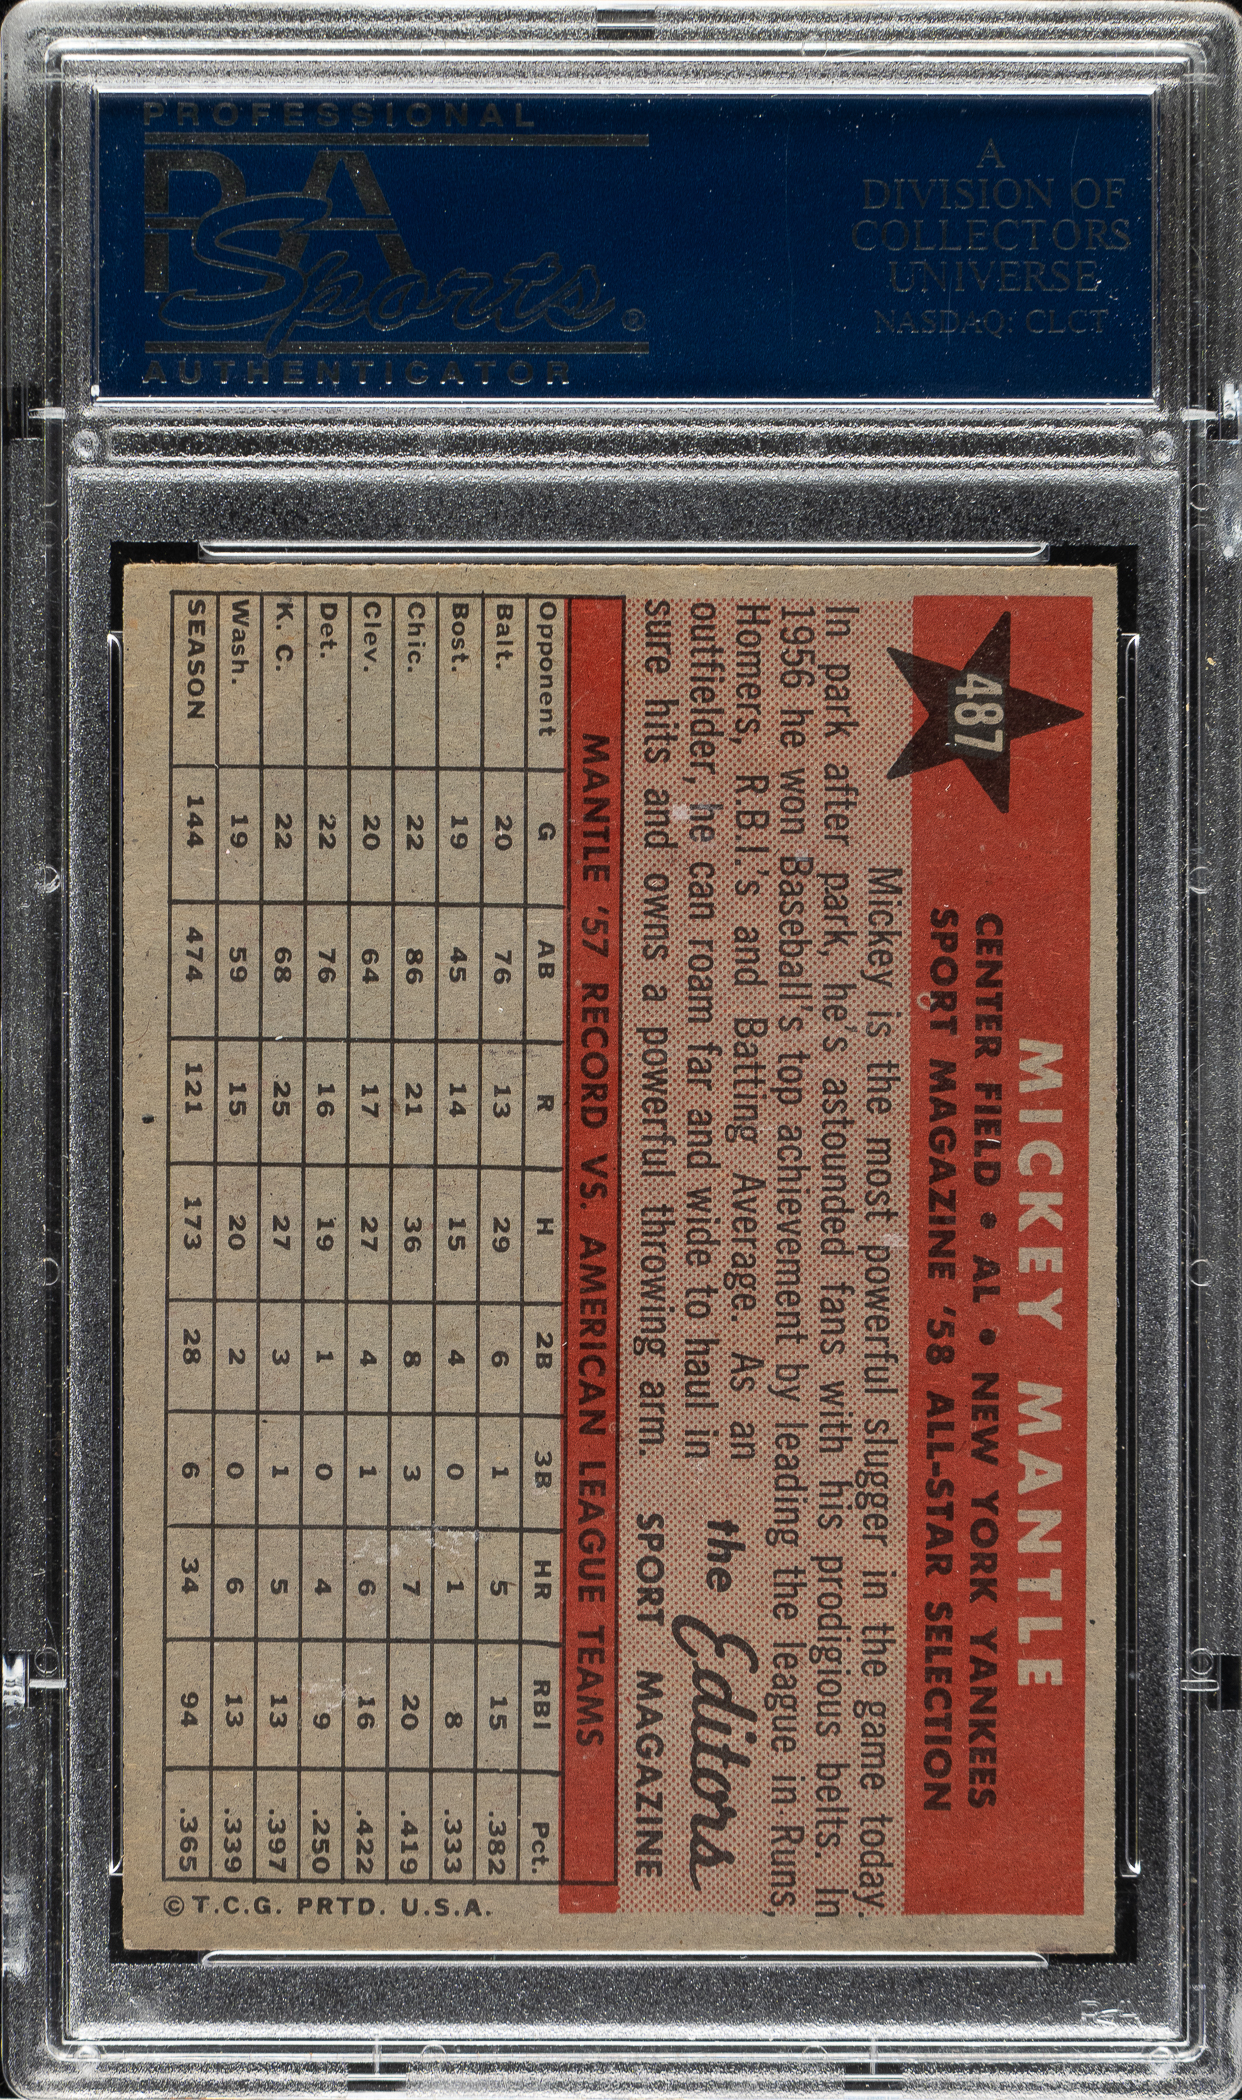 PROFESSIONAL
PSA
Sports®
AUTHENTICATOR
A
DIVISION OF
COLLECTORS
UNIVERSE
NASDAQ: CLCT
487
MICKEY MANTLE
CENTER FIELD • AL • NEW YORK YANKEES
SPORT MAGAZINE '58 ALL-STAR SELECTION
Mickey is the most powerful slugger in the game today.
In park after park, he's astounded fans with his prodigious belts. In
1956 he won Baseball's top achievement by leading the league in Runs,
Homers, R.B.I.'s and Batting Average. As an
outfielder, he can roam far and wide to haul in
sure hits and owns a powerful throwing arm.
the Editors
SPORT MAGAZINE
MANTLE '57 RECORD VS. AMERICAN LEAGUE TEAMS
Opponent G AB R H 2B 3B HR RBI Pct.
Balt. 20 76 13 29 6 1 5 15 .382
Bost. 19 45 14 15 4 0 1 8 .333
Chic. 22 86 21 36 8 3 7 20 .419
Clev. 20 64 17 27 4 1 6 16 .422
Det. 22 76 16 19 1 0 4 9 .250
K. C. 22 68 25 27 3 1 5 13 .397
Wash. 19 59 15 20 2 0 6 13 .339
SEASON 144 474 121 173 28 6 34 94 .365
© T.C.G. PRTD. U.S.A.
PSA